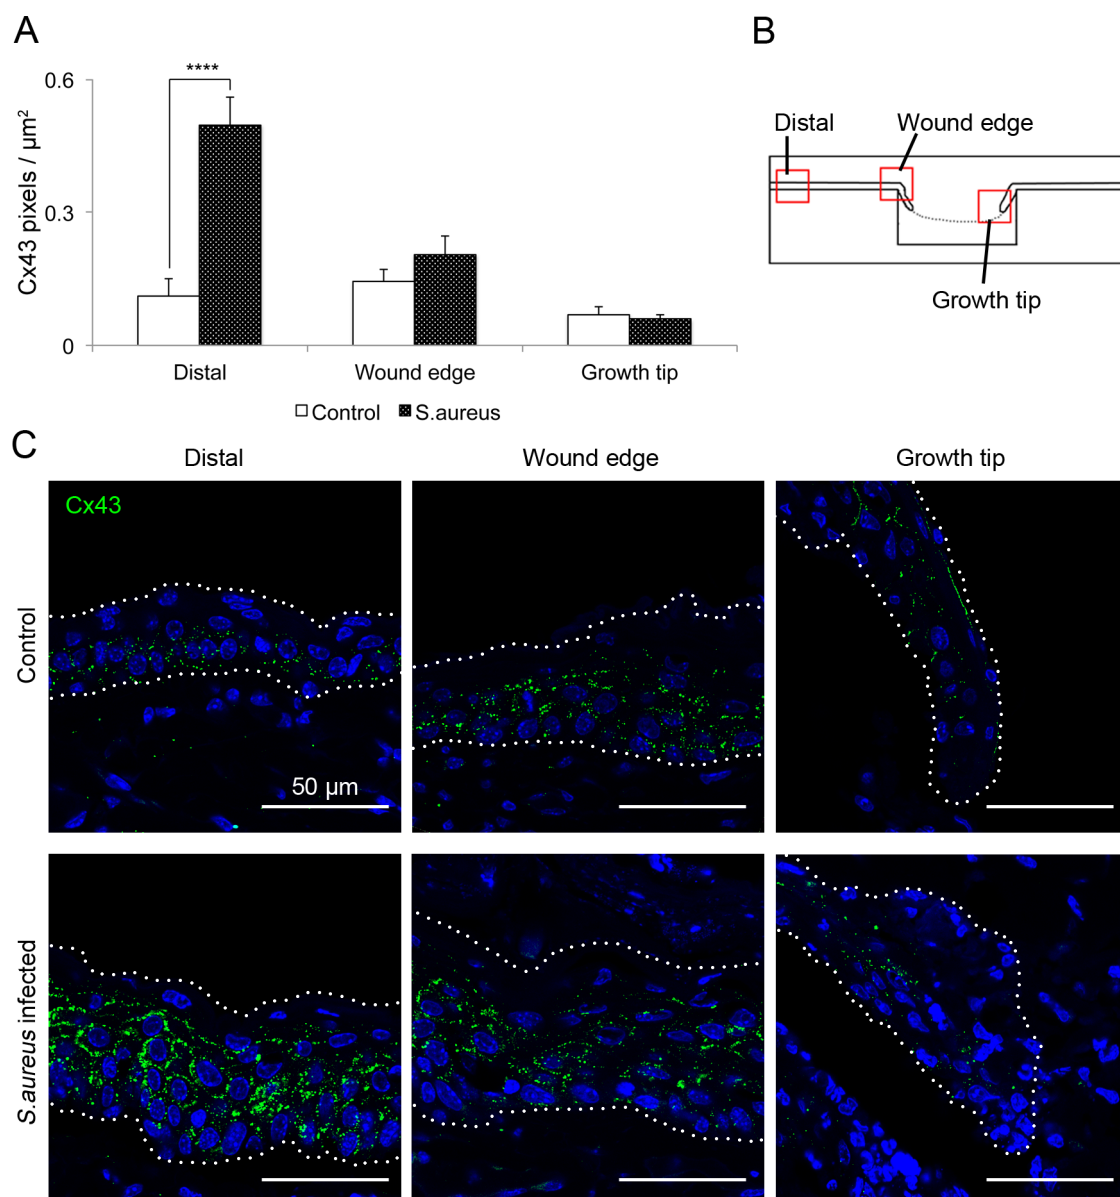 A
B
0.6
0.3
0
Cx43 pixels / µm²
****
Distal
Wound edge
Growth tip
Control
S.aureus
Distal
Wound edge
Growth tip
C
Distal
Wound edge
Growth tip
Control
Cx43
50 µm
S.aureus infected